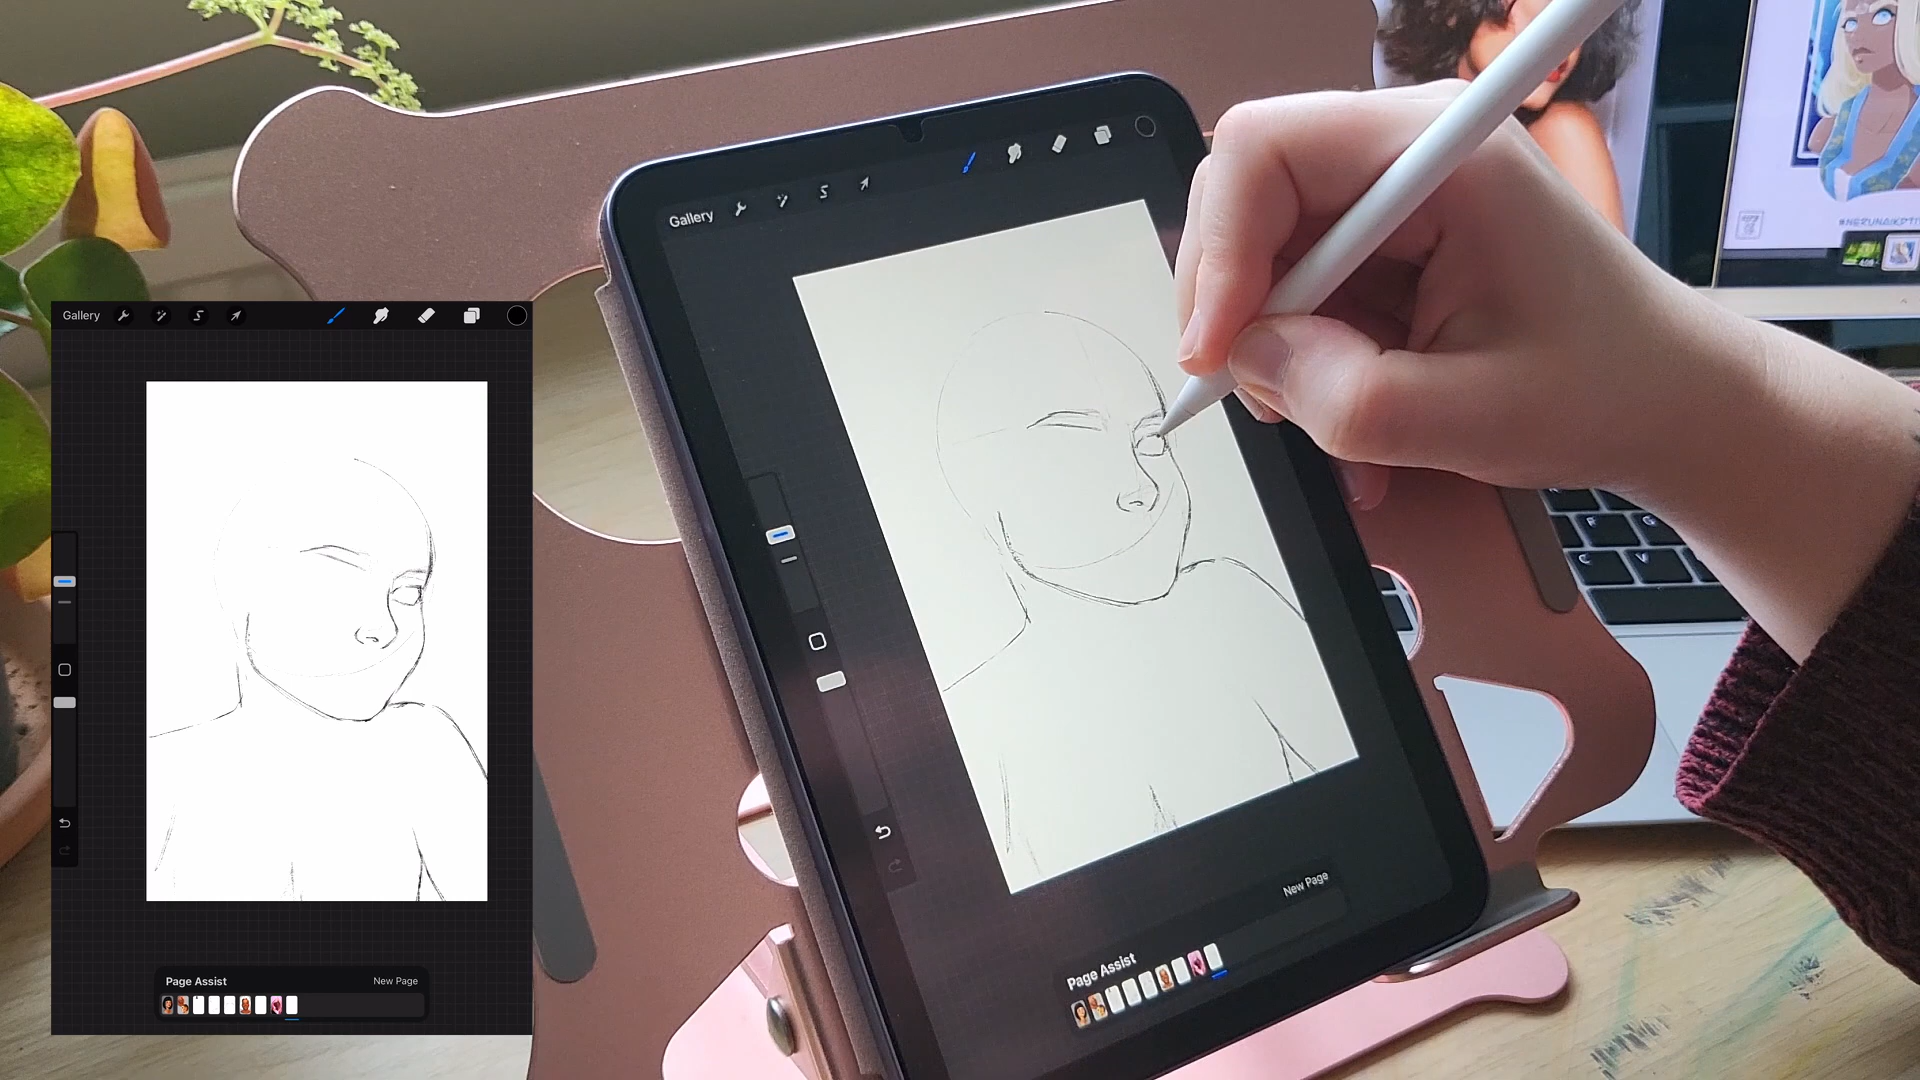 Gallery
Page Assist
New Page
Gallery
New Page
Page Assist
F
G
C
V